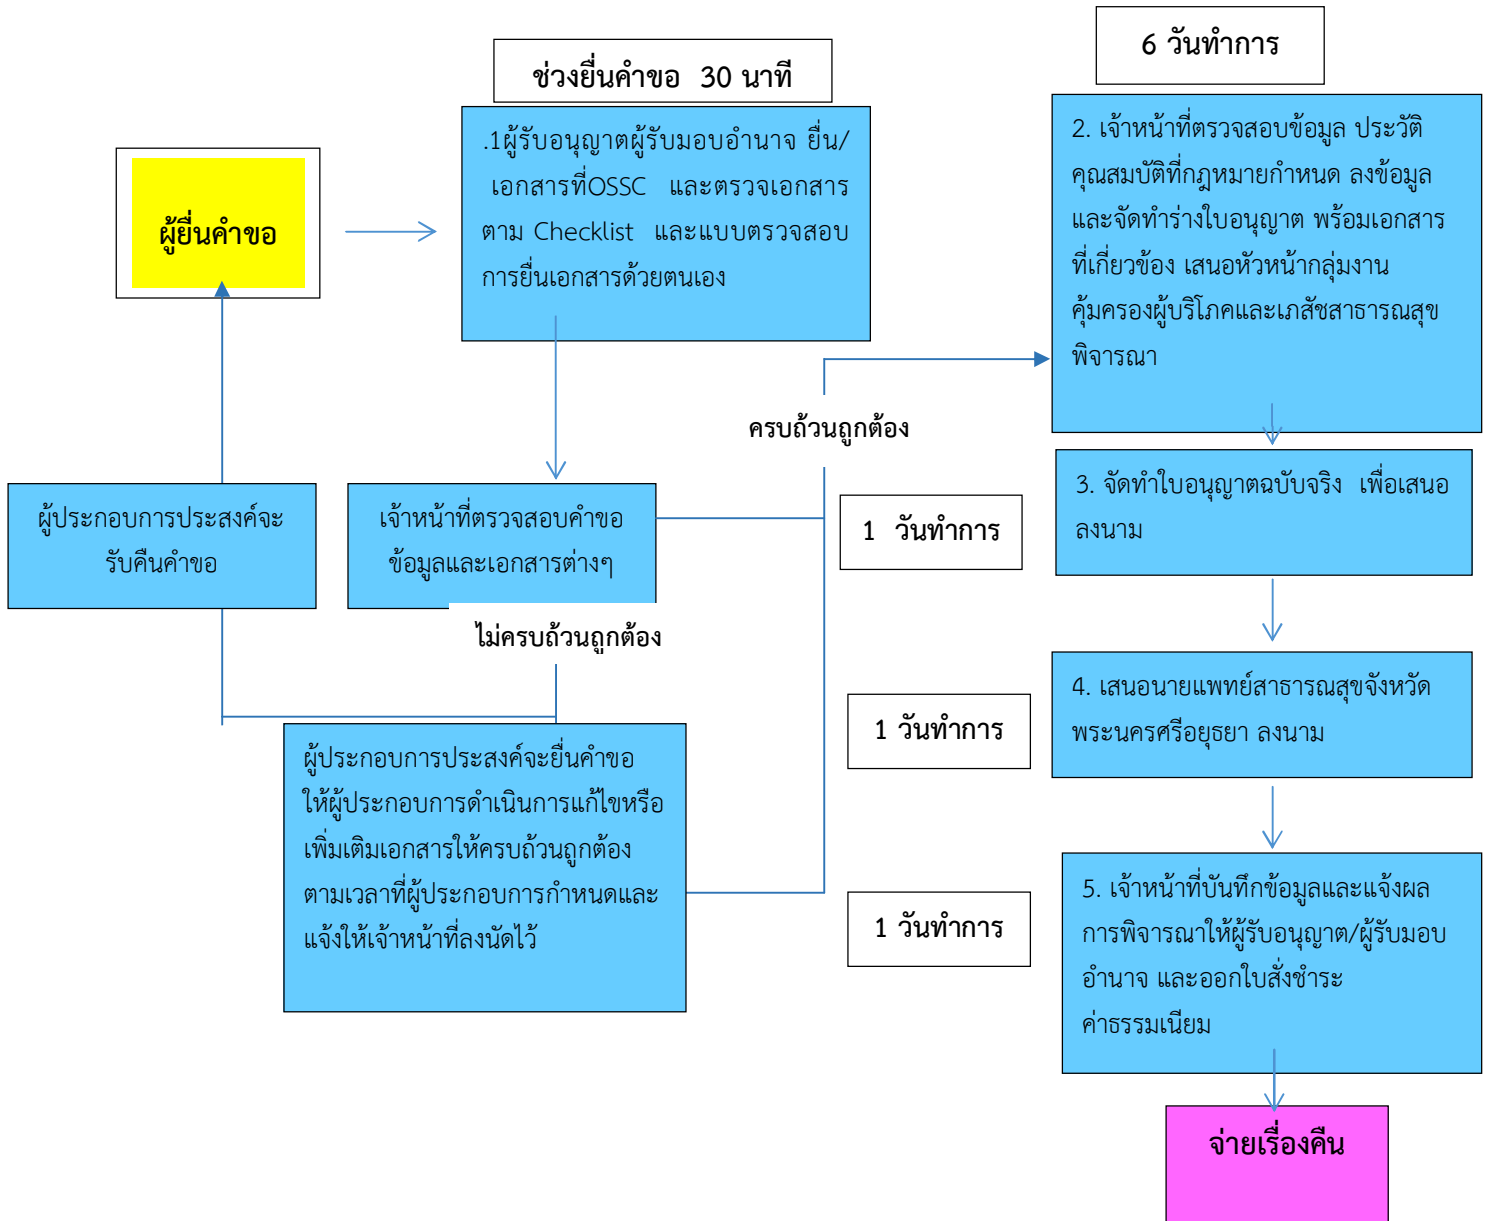 6 วันทำการ
ช่วงยื่นคำขอ 30 นาที
ผู้ยื่นคำขอ
.1ผู้รับอนุญาตผู้รับมอบอำนาจ ยื่น/
เอกสารที่OSSC และตรวจเอกสาร
ตาม Checklist และแบบตรวจสอบ
การยื่นเอกสารด้วยตนเอง
2. เจ้าหน้าที่ตรวจสอบข้อมูล ประวัติ
คุณสมบัติที่กฎหมายกำหนด ลงข้อมูล
และจัดทำร่างใบอนุญาต พร้อมเอกสาร
ที่เกี่ยวข้อง เสนอหัวหน้ากลุ่มงาน
คุ้มครองผู้บริโภคและเภสัชสาธารณสุข
พิจารณา
ครบถ้วนถูกต้อง
ผู้ประกอบการประสงค์จะ
รับคืนคำขอ
เจ้าหน้าที่ตรวจสอบคำขอ
ข้อมูลและเอกสารต่างๆ
1 วันทำการ
3. จัดทำใบอนุญาตฉบับจริง เพื่อเสนอ
ลงนาม
ไม่ครบถ้วนถูกต้อง
1 วันทำการ
4. เสนอนายแพทย์สาธารณสุขจังหวัด
พระนครศรีอยุธยา ลงนาม
ผู้ประกอบการประสงค์จะยื่นคำขอ
ให้ผู้ประกอบการดำเนินการแก้ไขหรือ
เพิ่มเติมเอกสารให้ครบถ้วนถูกต้อง
ตามเวลาที่ผู้ประกอบการกำหนดและ
แจ้งให้เจ้าหน้าที่ลงนัดไว้
1 วันทำการ
5. เจ้าหน้าที่บันทึกข้อมูลและแจ้งผล
การพิจารณาให้ผู้รับอนุญาต/ผู้รับมอบ
อำนาจ และออกใบสั่งชำระ
ค่าธรรมเนียม
จ่ายเรื่องคืน